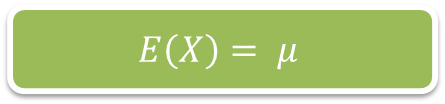 E(X) = μ